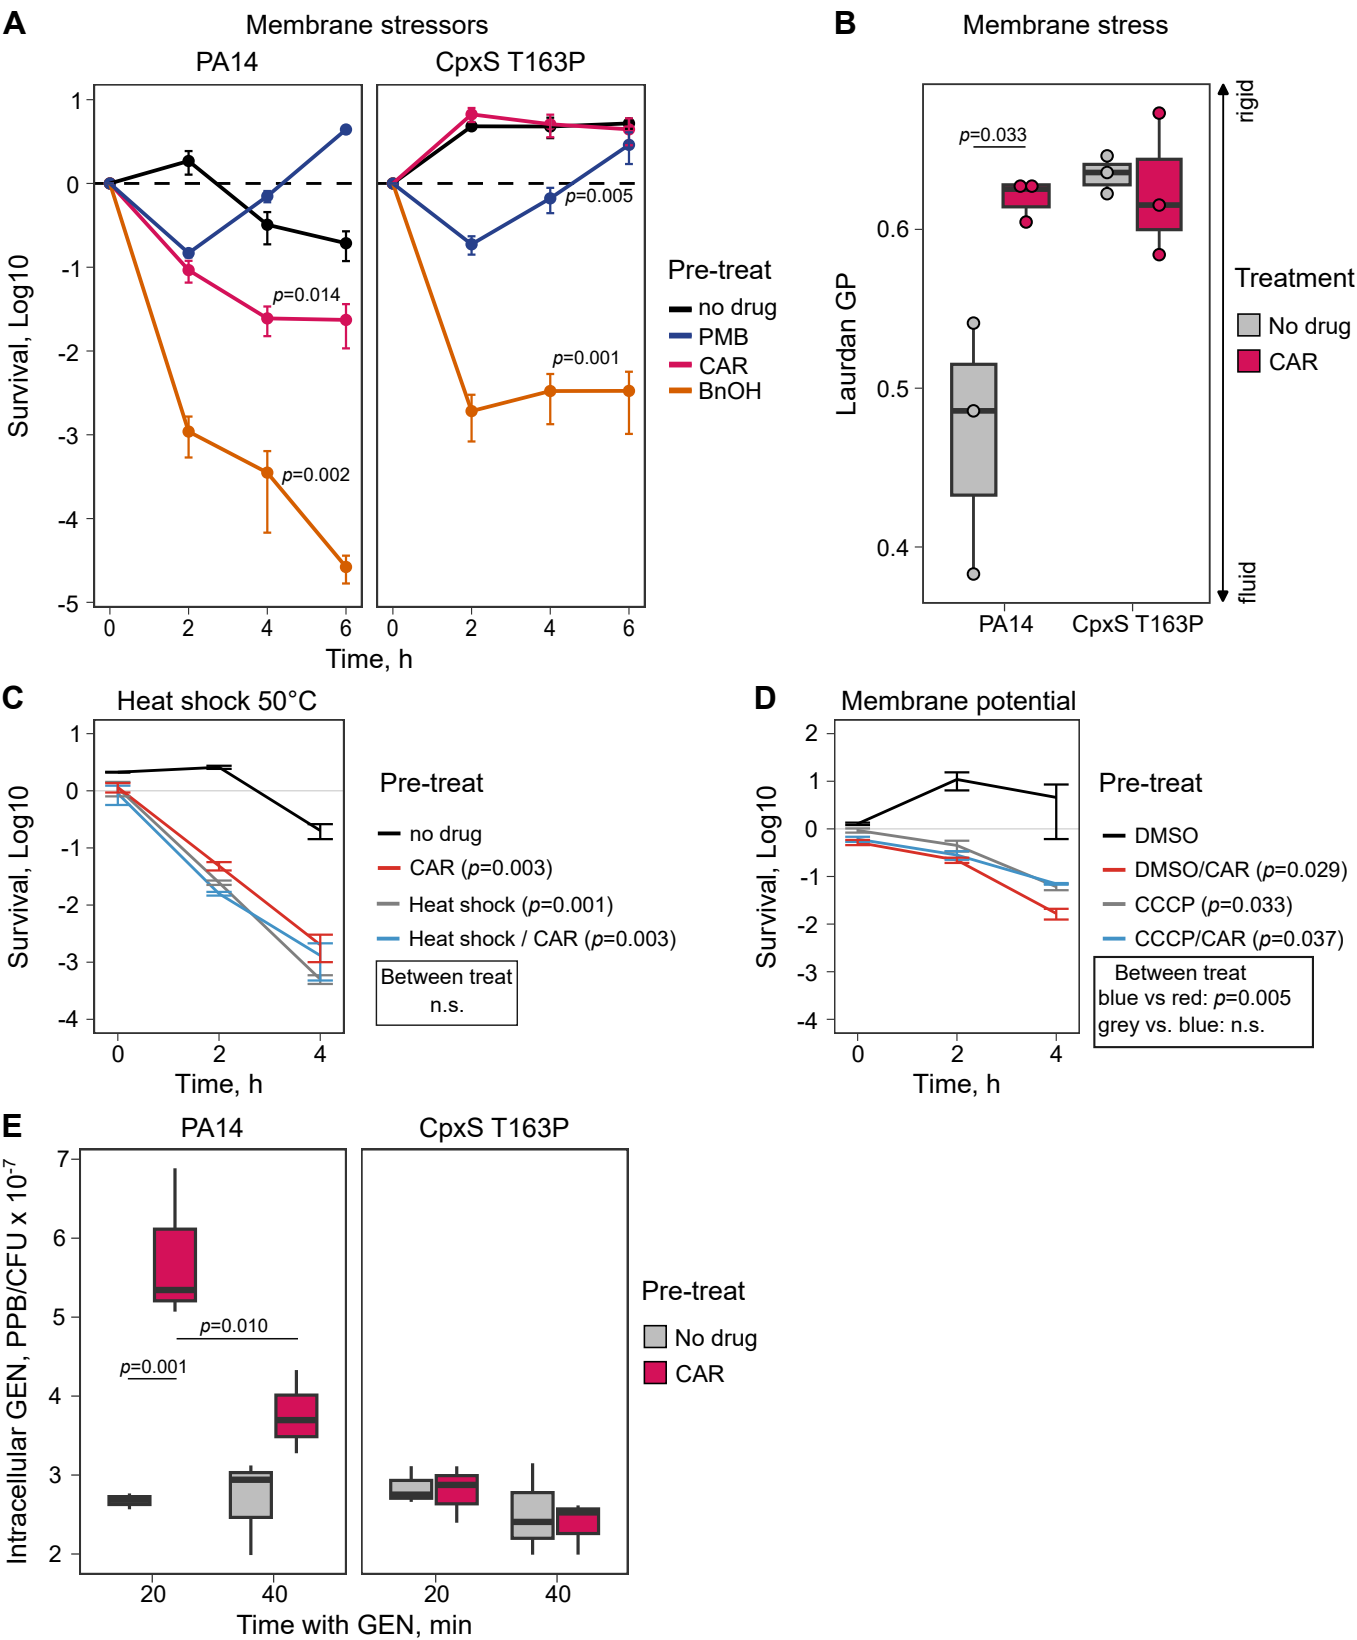 A
Membrane stressors
PA14
CpxS T163P
Survival, Log10
1
0
-1
-2
-3
-4
-5
p=0.014
p=0.002
p=0.005
p=0.001
0 2 4 6
0 2 4 6
Time, h
Pre-treat
no drug
PMB
CAR
BnOH
B
Membrane stress
Laurdan GP
0.6
0.5
0.4
p=0.033
rigid
fluid
PA14
CpxS T163P
Treatment
No drug
CAR
C
Heat shock 50°C
Survival, Log10
1
0
-1
-2
-3
-4
0 2 4
Time, h
Pre-treat
no drug
CAR (p=0.003)
Heat shock (p=0.001)
Heat shock / CAR (p=0.003)
Between treat
n.s.
D
Membrane potential
Survival, Log10
2
1
0
-1
-2
-3
-4
0 2 4
Time, h
Pre-treat
DMSO
DMSO/CAR (p=0.029)
CCCP (p=0.033)
CCCP/CAR (p=0.037)
Between treat
blue vs red: p=0.005
grey vs. blue: n.s.
E
PA14
CpxS T163P
Intracellular GEN, PPB/CFU x 10⁻⁷
7
6
5
4
3
2
p=0.010
p=0.001
20 40
20 40
Time with GEN, min
Pre-treat
No drug
CAR